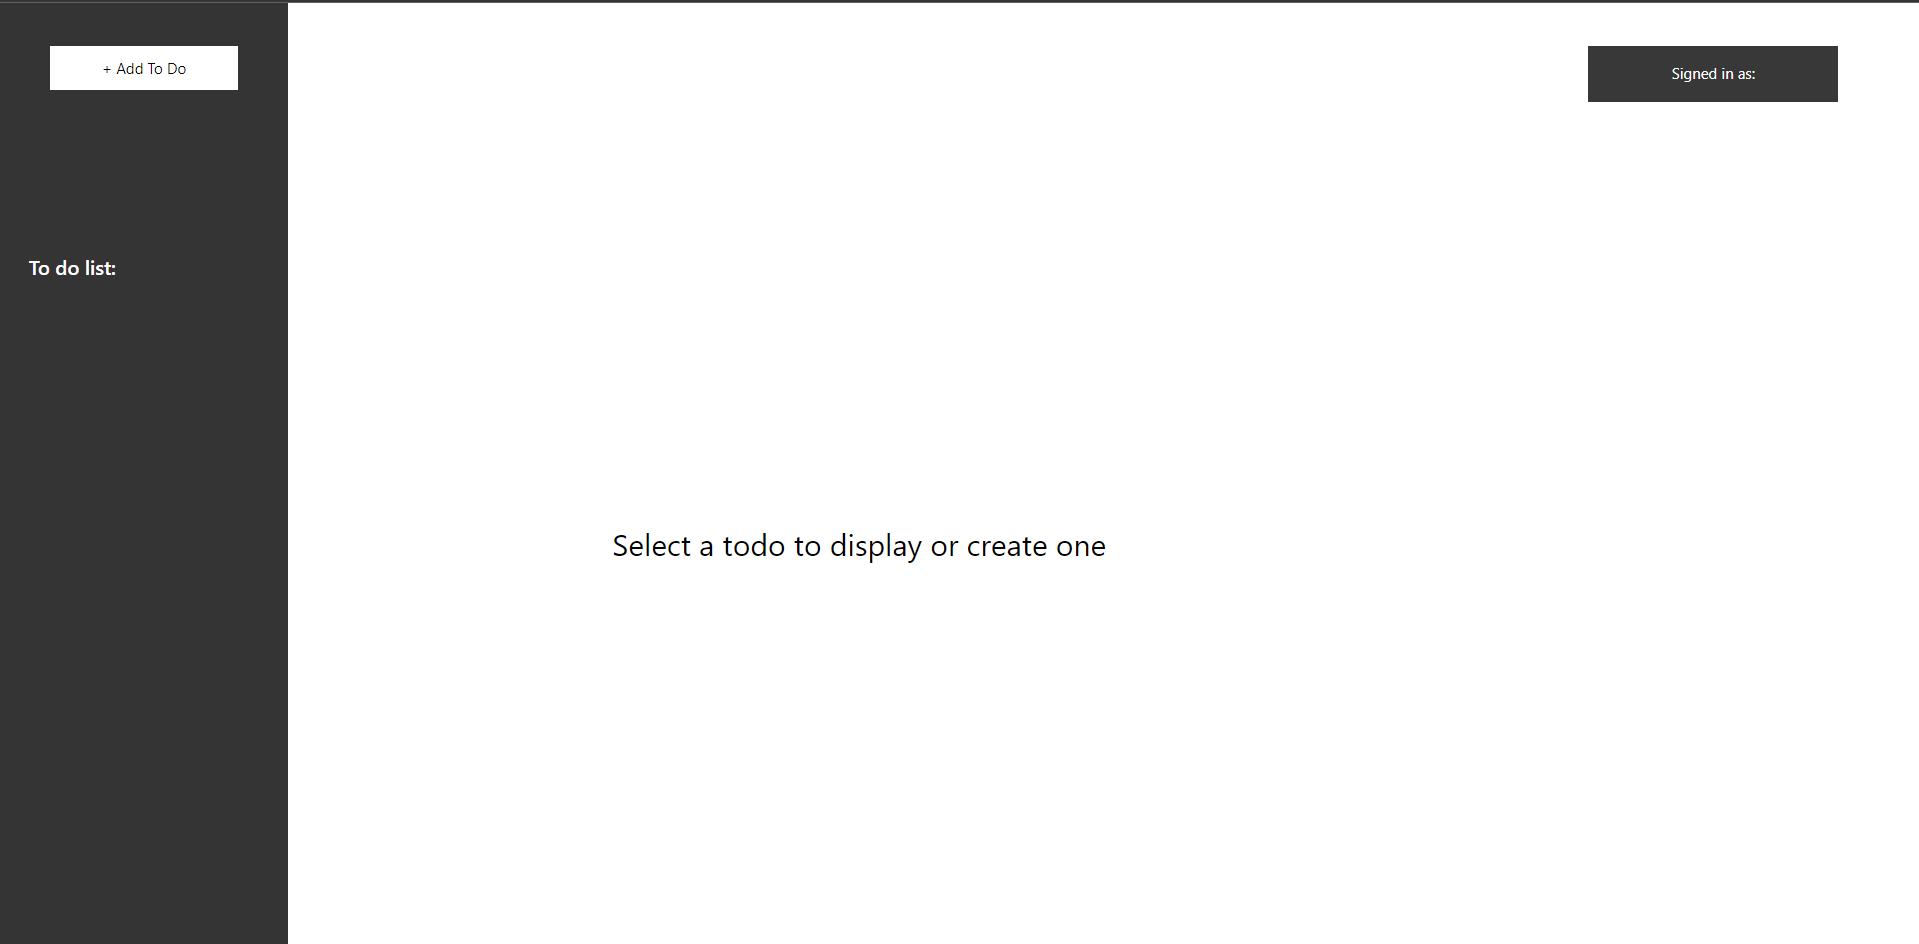 + Add To Do
Signed in as:
To do list:
Select a todo to display or create one